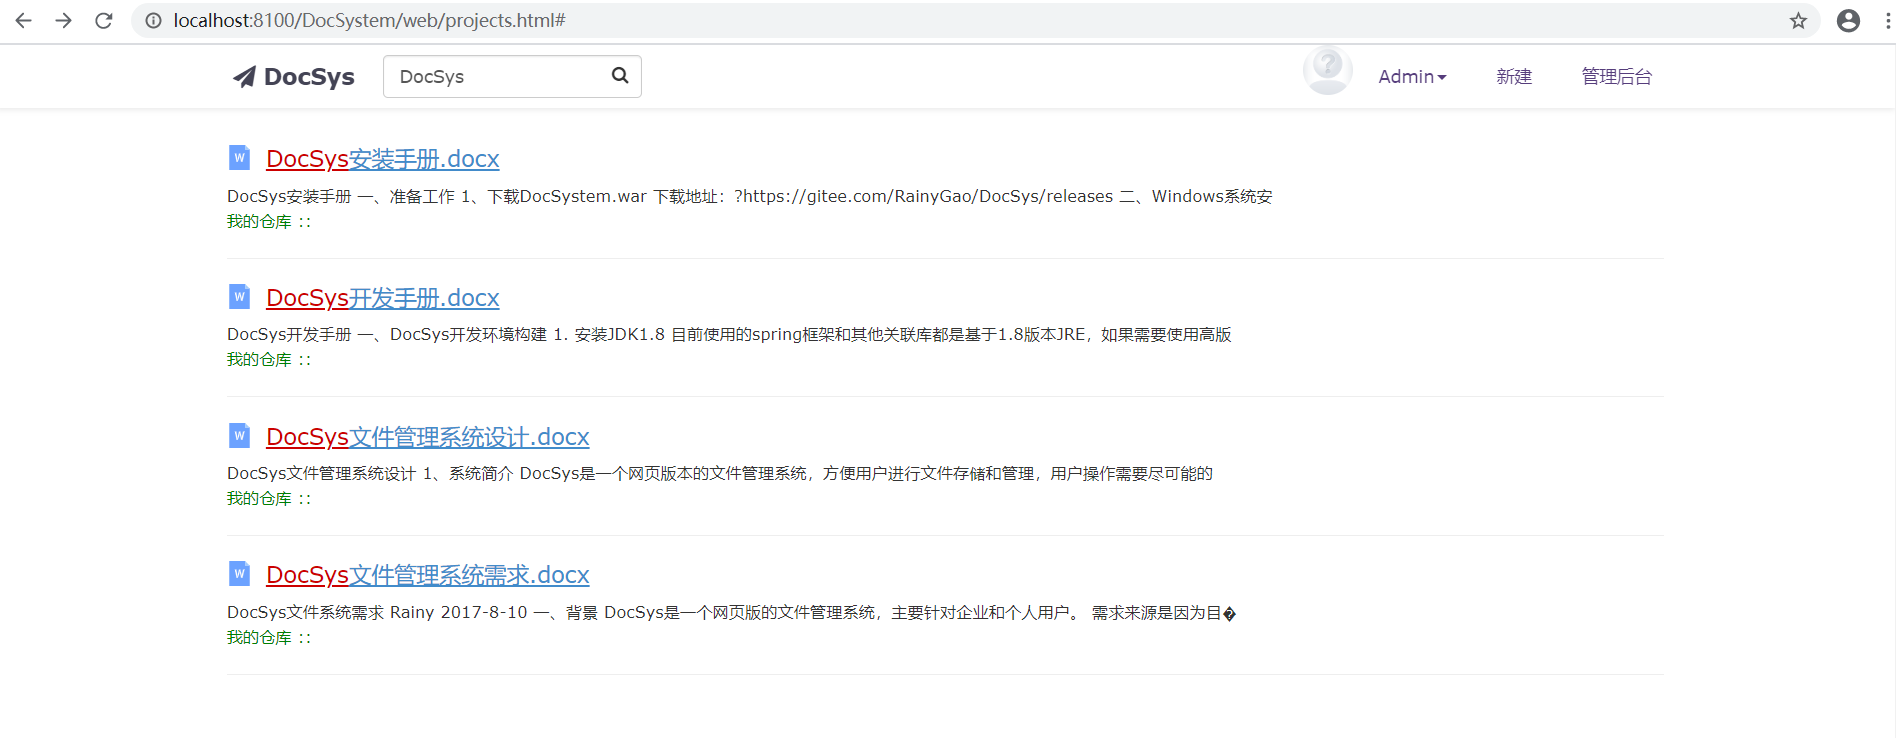 localhost:8100/DocSystem/web/projects.html#
DocSys DocSys Admin 新建 管理后台
DocSys安装手册.docx
DocSys安装手册 一、准备工作 1、下载DocSystem.war 下载地址：?https://gitee.com/RainyGao/DocSys/releases 二、Windows系统安
我的仓库 ::
DocSys开发手册.docx
DocSys开发手册 一、DocSys开发环境构建 1. 安装JDK1.8 目前使用的spring框架和其他关联库都是基于1.8版本JRE，如果需要使用高版
我的仓库 ::
DocSys文件管理系统设计.docx
DocSys文件管理系统设计 1、系统简介 DocSys是一个网页版本的文件管理系统，方便用户进行文件存储和管理，用户操作需要尽可能的
我的仓库 ::
DocSys文件管理系统需求.docx
DocSys文件系统需求 Rainy 2017-8-10 一、背景 DocSys是一个网页版的文件管理系统，主要针对企业和个人用户。 需求来源是因为目�
我的仓库 ::